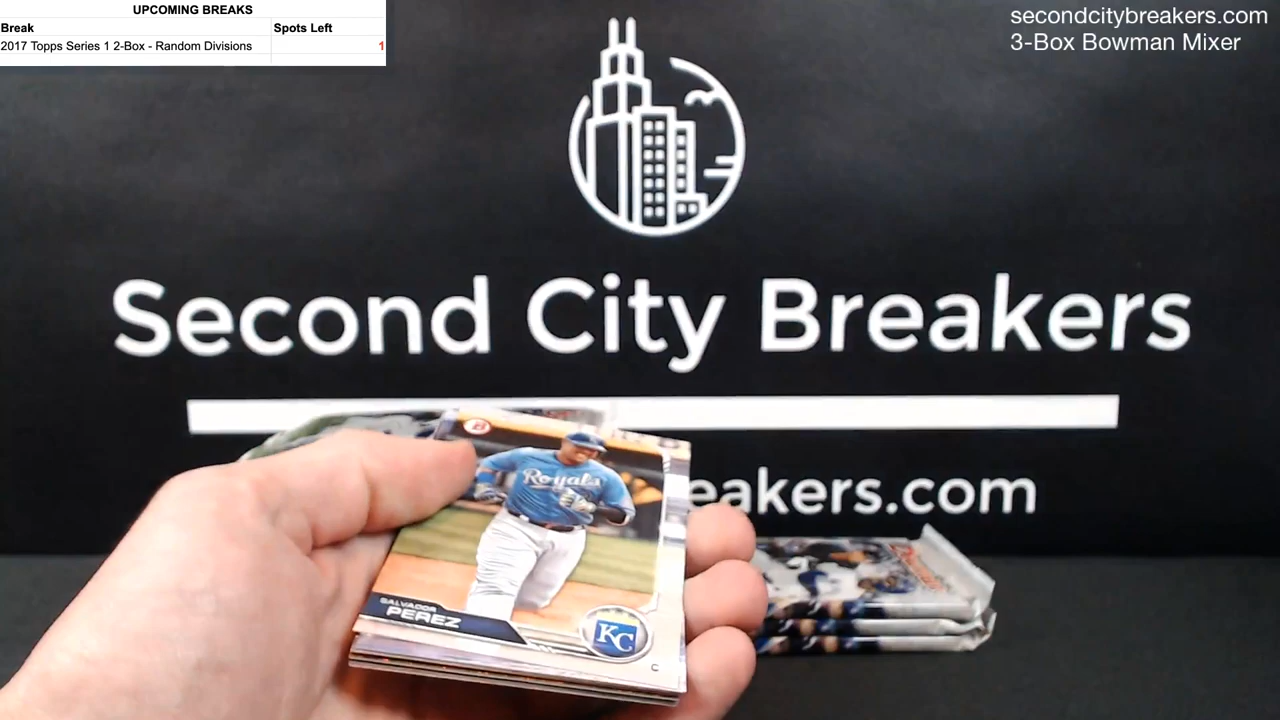 UPCOMING BREAKS
Break Spots Left
2017 Topps Series 1 2-Box - Random Divisions 1
secondcitybreakers.com
3-Box Bowman Mixer
Second City Breakers
eakers.com
Royals
SALVADOR
PEREZ
KC
C